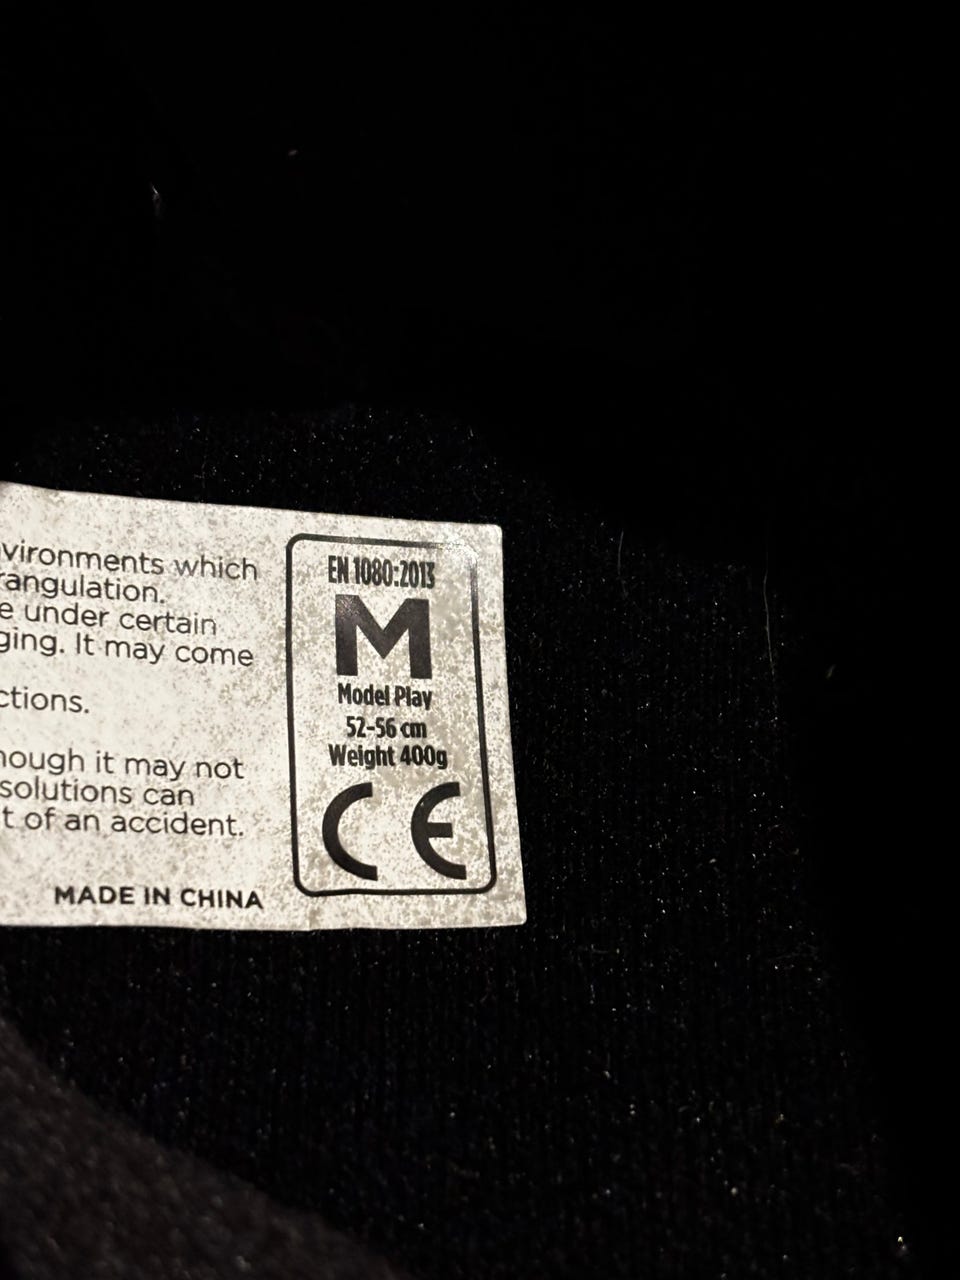 vironments which
rangulation.
e under certain
ging. It may come
ctions.
hough it may not
solutions can
t of an accident.
MADE IN CHINA
EN 1080:2013
M
Model Play
52-56 cm
Weight 400g
CE